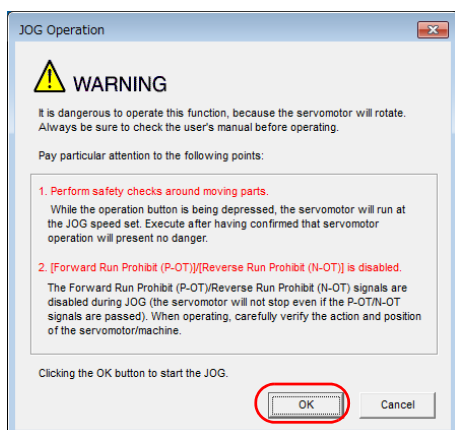 JOG Operation
WARNING
It is dangerous to operate this function, because the servomotor will rotate.
Always be sure to check the user's manual before operating.
Pay particular attention to the following points:
1. Perform safety checks around moving parts.
While the operation button is being depressed, the servomotor will run at
the JOG speed set. Execute after having confirmed that servomotor
operation will present no danger.
2. [Forward Run Prohibit (P-OT)]/[Reverse Run Prohibit (N-OT)] is disabled.
The Forward Run Prohibit (P-OT)/Reverse Run Prohibit (N-OT) signals are
disabled during JOG (the servomotor will not stop even if the P-OT/N-OT
signals are passed). When operating, carefully verify the action and position
of the servomotor/machine.
Clicking the OK button to start the JOG.
OK Cancel